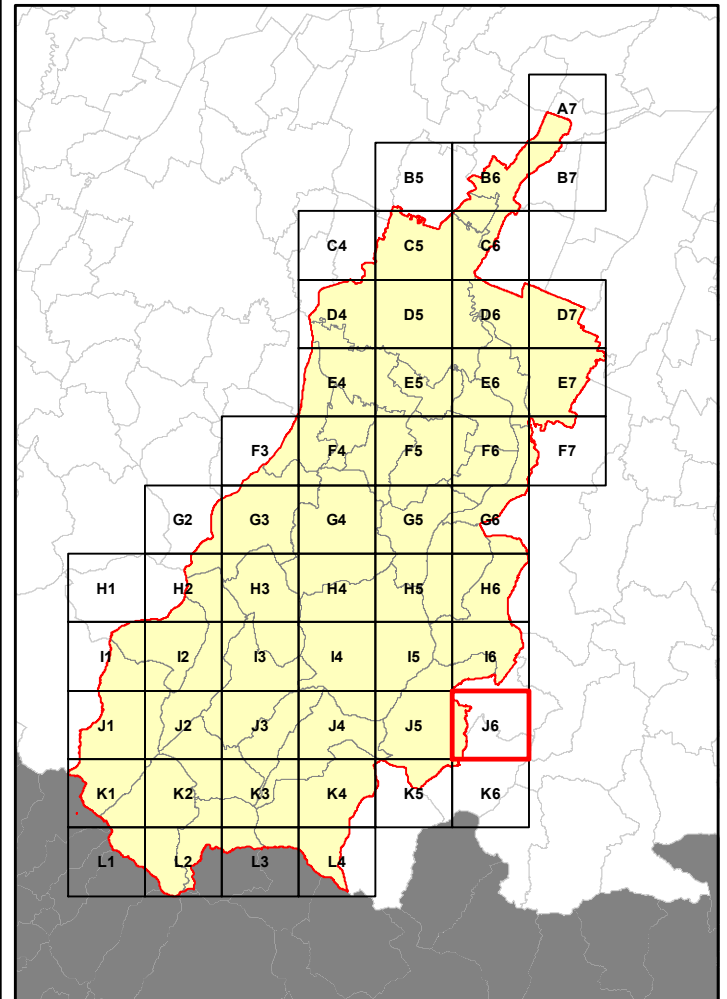 A7
B5 B6 B7
C4 C5 C6
D4 D5 D6 D7
E4 E5 E6 E7
F3 F4 F5 F6 F7
G2 G3 G4 G5 G6
H1 H2 H3 H4 H5 H6
I1 I2 I3 I4 I5 I6
J1 J2 J3 J4 J5 J6
K1 K2 K3 K4 K5 K6
L1 L2 L3 L4